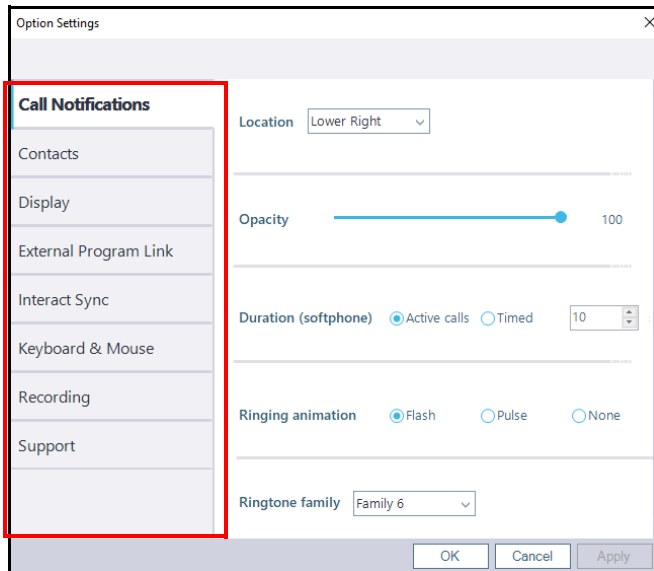 Option Settings
Call Notifications
Contacts
Display
External Program Link
Interact Sync
Keyboard & Mouse
Recording
Support
Location Lower Right
Opacity 100
Duration (softphone) Active calls Timed 10
Ringing animation Flash Pulse None
Ringtone family Family 6
OK Cancel Apply